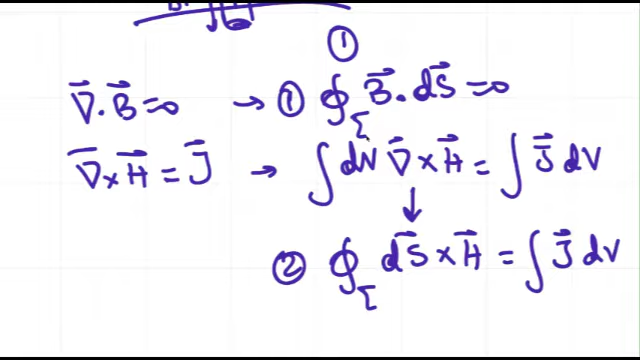 ①
∇⃗·B⃗=0 → ① ∮_Σ B⃗·dS⃗=0
∇⃗×H⃗=J⃗ → ∫dV ∇⃗×H⃗=∫J⃗dV
↓
② ∮_Σ dS⃗×H⃗=∫J⃗dV